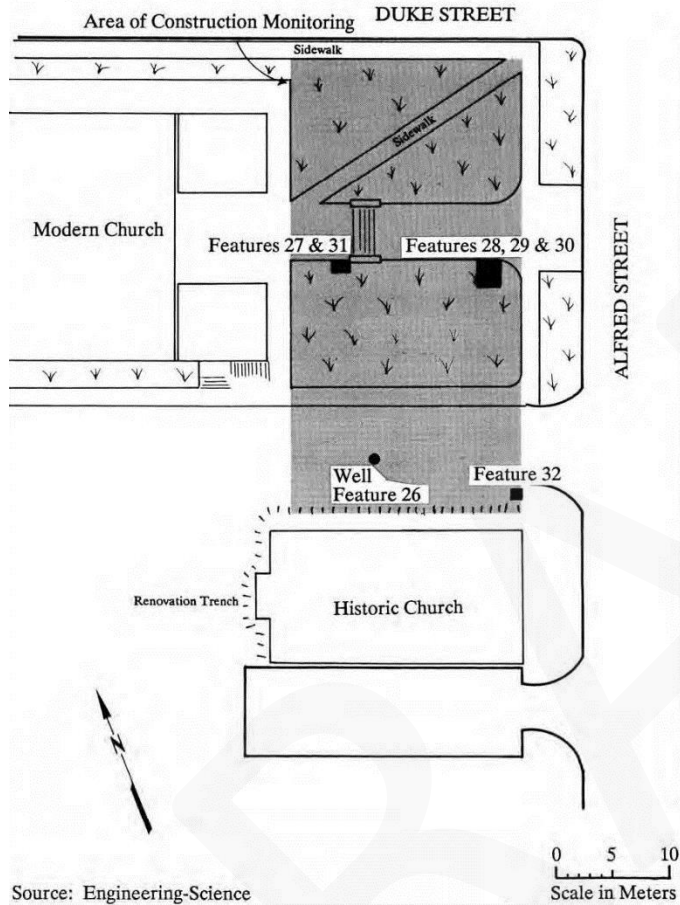 DUKE STREET
Area of Construction Monitoring
Sidewalk
Sidewalk
Modern Church
Features 27 & 31
Features 28, 29 & 30
ALFRED STREET
Well
Feature 26
Feature 32
Renovation Trench
Historic Church
N
0 5 10
Scale in Meters
Source: Engineering-Science